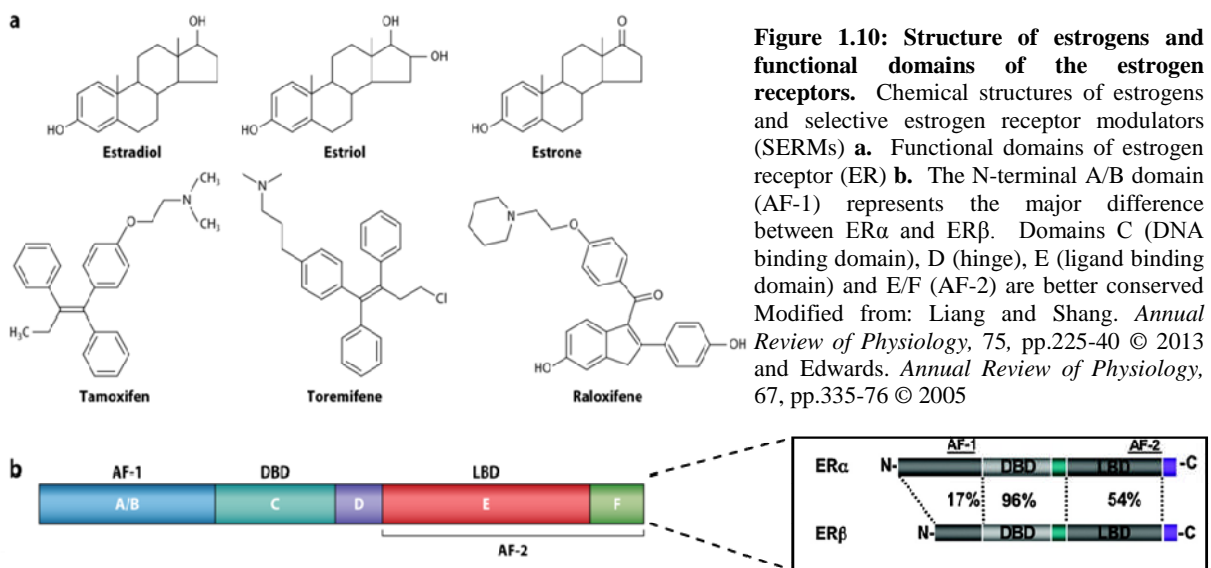 a
OH
HO
Estradiol
OH
OH
HO
Estriol
O
HO
Estrone
CH₃
N
CH₃
O
H₃C
Tamoxifen
N
Cl
Toremifene
N
O
O
OH
HO
Raloxifene
Figure 1.10: Structure of estrogens and
functional domains of the estrogen
receptors. Chemical structures of estrogens
and selective estrogen receptor modulators
(SERMs) a. Functional domains of estrogen
receptor (ER) b. The N-terminal A/B domain
(AF-1) represents the major difference
between ERα and ERβ. Domains C (DNA
binding domain), D (hinge), E (ligand binding
domain) and E/F (AF-2) are better conserved
Modified from: Liang and Shang. Annual
Review of Physiology, 75, pp.225-40 © 2013
and Edwards. Annual Review of Physiology,
67, pp.335-76 © 2005
b
AF-1 DBD LBD
A/B C D E F
AF-2
AF-1 AF-2
ERα N- DBD LBD -C
17% 96% 54%
ERβ N- DBD LBD -C